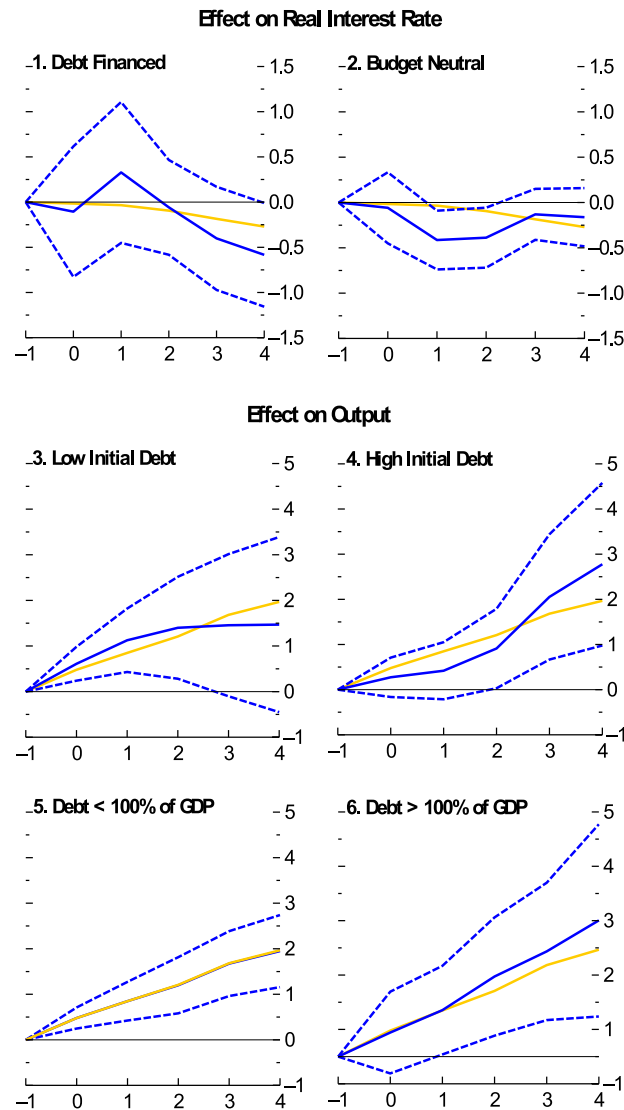 Effect on Real Interest Rate
1. Debt Financed
1.5
1.0
0.5
0.0
–0.5
–1.0
–1.5
–1 0 1 2 3 4
2. Budget Neutral
1.5
1.0
0.5
0.0
–0.5
–1.0
–1.5
–1 0 1 2 3 4
Effect on Output
3. Low Initial Debt
5
4
3
2
1
0
–1
–1 0 1 2 3 4
4. High Initial Debt
5
4
3
2
1
0
–1
–1 0 1 2 3 4
5. Debt < 100% of GDP
5
4
3
2
1
0
–1
–1 0 1 2 3 4
6. Debt > 100% of GDP
5
4
3
2
1
–1
–1 0 1 2 3 4